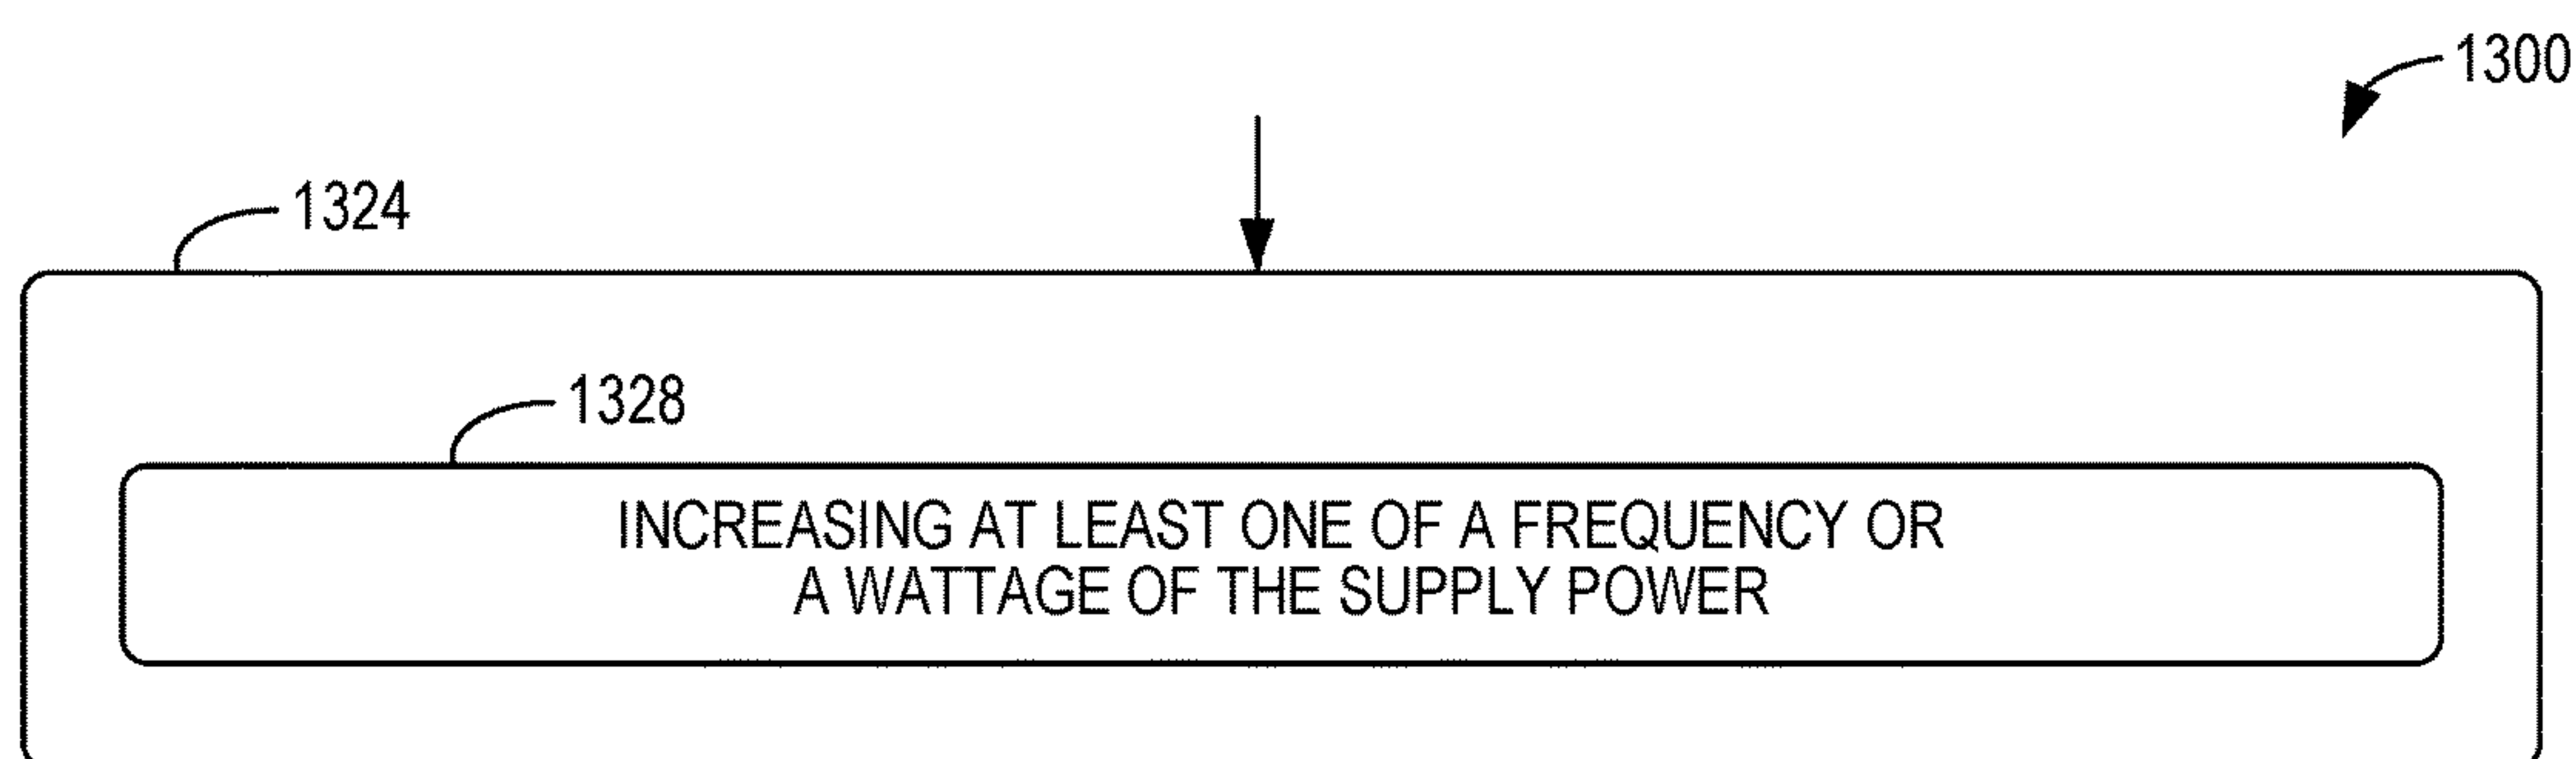 1300
1324
1328
INCREASING AT LEAST ONE OF A FREQUENCY OR
A WATTAGE OF THE SUPPLY POWER